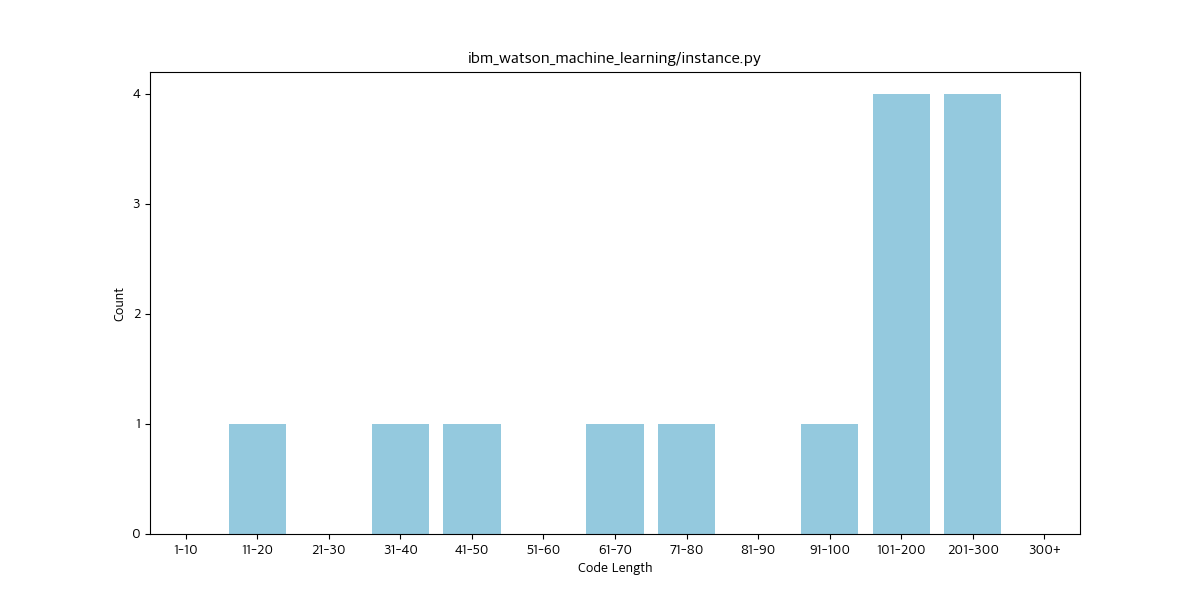 ibm_watson_machine_learning/instance.py
Count
4
3
2
1
0
1-10 11-20 21-30 31-40 41-50 51-60 61-70 71-80 81-90 91-100 101-200 201-300 300+
Code Length